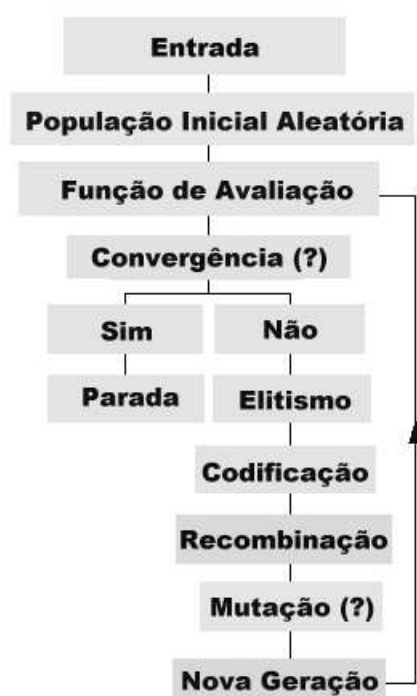 Entrada
População Inicial Aleatória
Função de Avaliação
Convergência (?)
Sim
Não
Parada
Elitismo
Codificação
Recombinação
Mutação (?)
Nova Geração